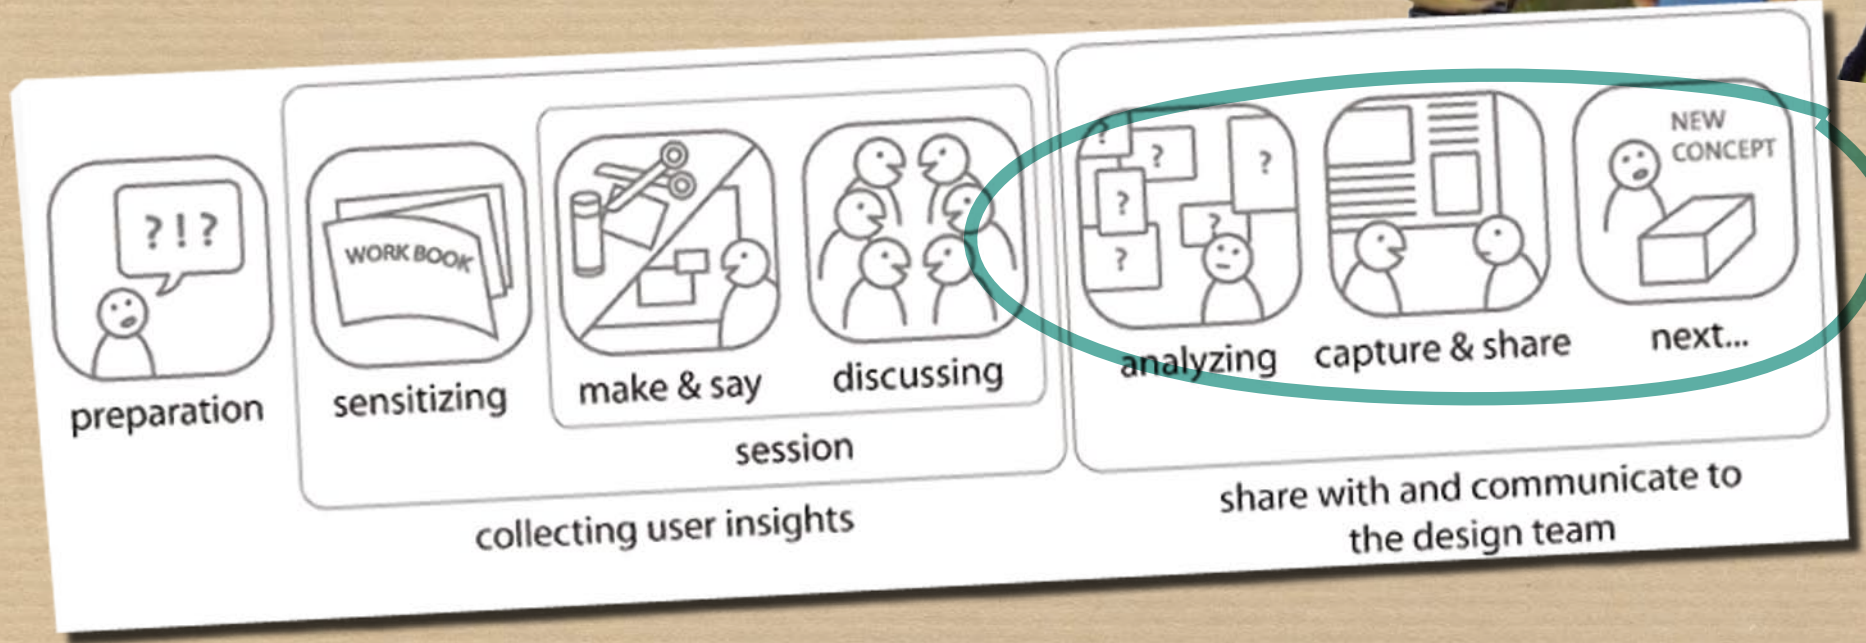 ? ! ?
preparation
WORK BOOK
sensitizing
make & say
discussing
session
collecting user insights
?
?
?
?
?
?
analyzing
capture & share
NEW
CONCEPT
next...
share with and communicate to
the design team